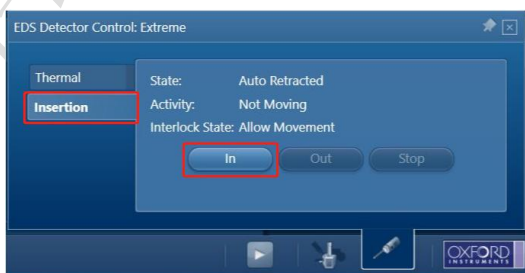 EDS Detector Control: Extreme
Thermal
Insertion
State: Auto Retracted
Activity: Not Moving
Interlock State: Allow Movement
In Out Stop
OXFORD
INSTRUMENTS